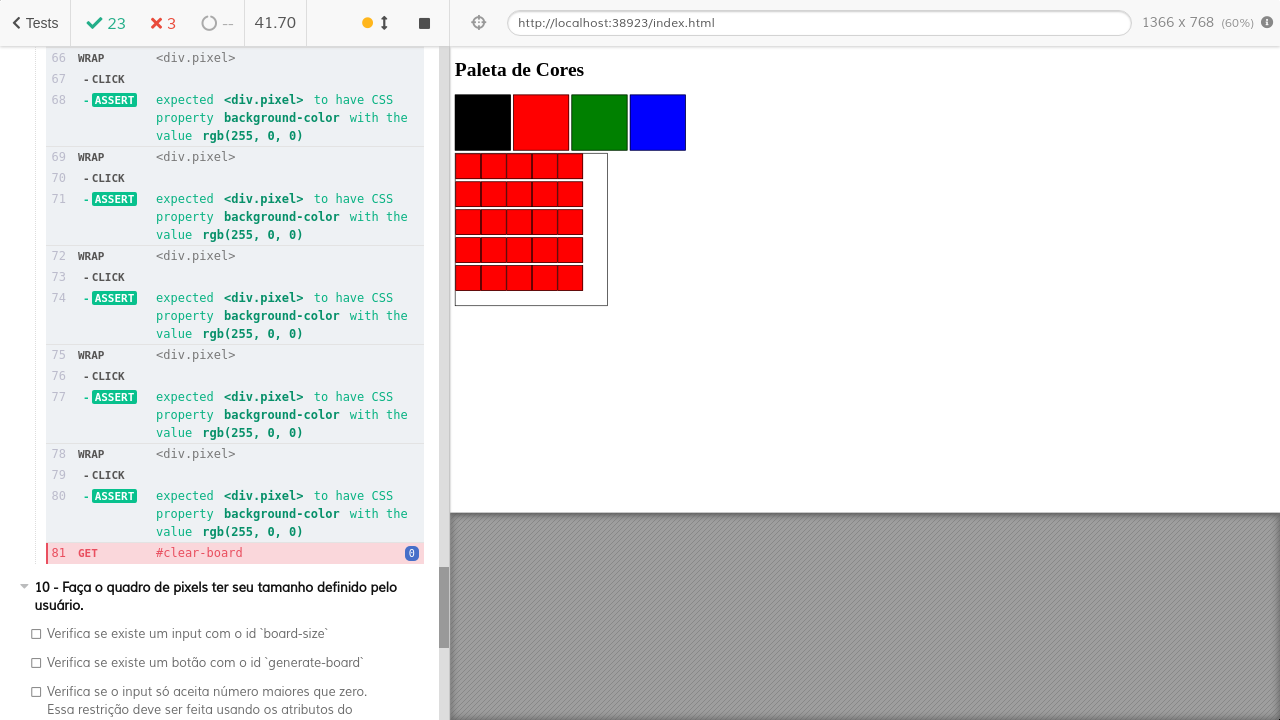 Tests
23
3
--
41.70
http://localhost:38923/index.html
1366 x 768 (60%)
66 WRAP <div.pixel>
67 -CLICK
68 -ASSERT expected <div.pixel> to have CSS
property background-color with the
value rgb(255, 0, 0)
69 WRAP <div.pixel>
70 -CLICK
71 -ASSERT expected <div.pixel> to have CSS
property background-color with the
value rgb(255, 0, 0)
72 WRAP <div.pixel>
73 -CLICK
74 -ASSERT expected <div.pixel> to have CSS
property background-color with the
value rgb(255, 0, 0)
75 WRAP <div.pixel>
76 -CLICK
77 -ASSERT expected <div.pixel> to have CSS
property background-color with the
value rgb(255, 0, 0)
78 WRAP <div.pixel>
79 -CLICK
80 -ASSERT expected <div.pixel> to have CSS
property background-color with the
value rgb(255, 0, 0)
81 GET #clear-board 0
10 - Faça o quadro de pixels ter seu tamanho definido pelo
usuário.
Verifica se existe um input com o id `board-size`
Verifica se existe um botão com o id `generate-board`
Verifica se o input só aceita número maiores que zero.
Essa restrição deve ser feita usando os atributos do
Paleta de Cores